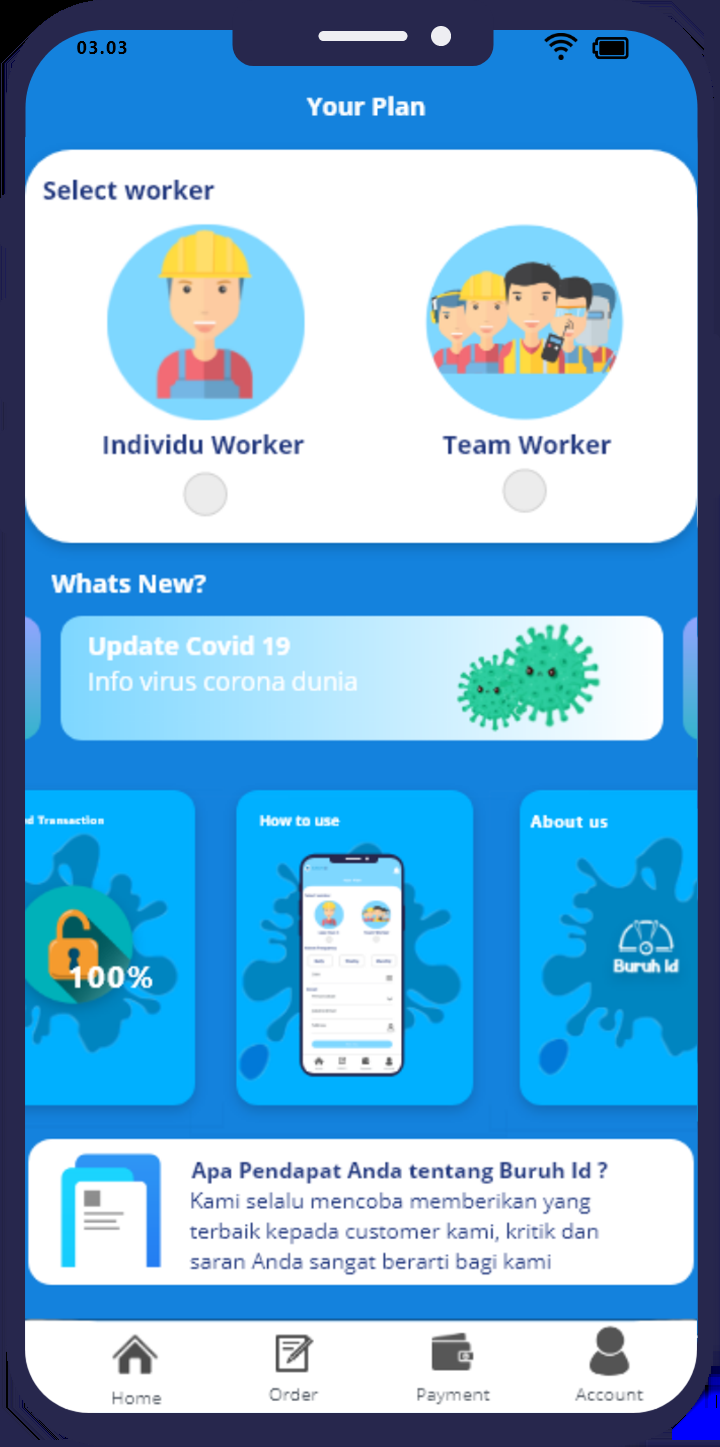 03.03
Your Plan
Select worker
Individu Worker
Team Worker
Whats New?
Update Covid 19
Info virus corona dunia
Transaction
100%
How to use
About us
Buruh Id
Apa Pendapat Anda tentang Buruh Id ?
Kami selalu mencoba memberikan yang
terbaik kepada customer kami, kritik dan
saran Anda sangat berarti bagi kami
Home
Order
Payment
Account